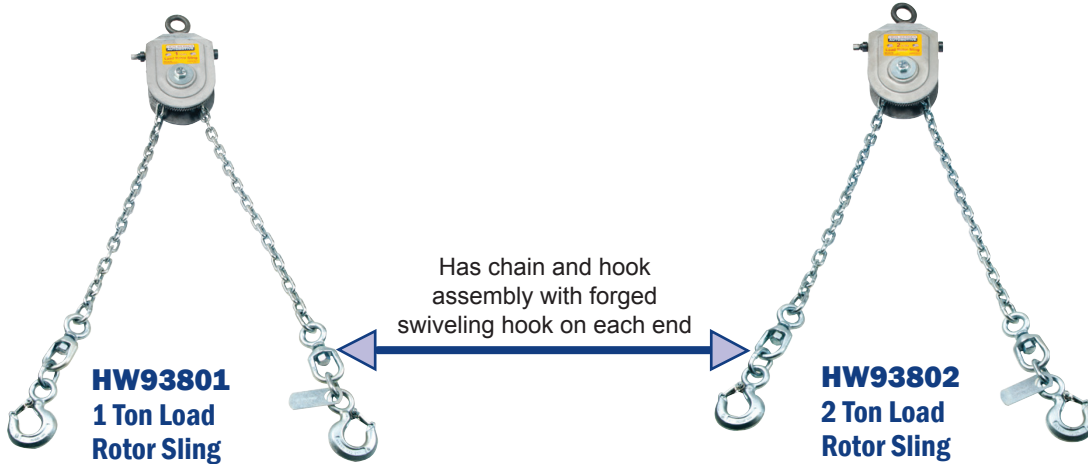 Has chain and hook
assembly with forged
swiveling hook on each end
HW93801
1 Ton Load
Rotor Sling
HW93802
2 Ton Load
Rotor Sling